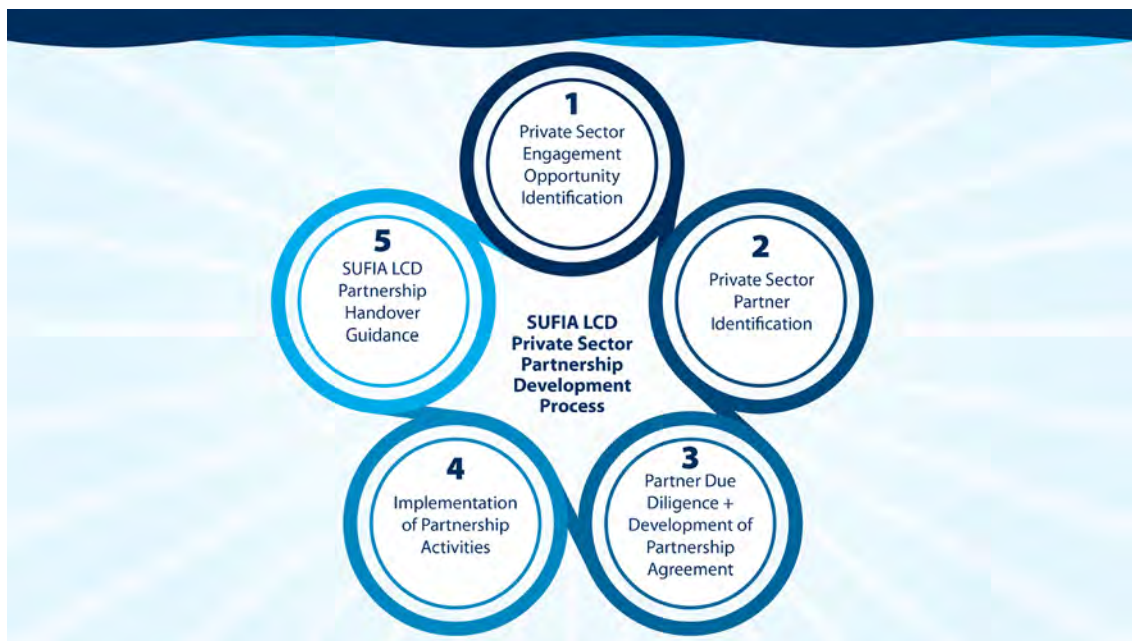 1
Private Sector
Engagement
Opportunity
Identification
2
Private Sector
Partner
Identification
3
Partner Due
Diligence +
Development of
Partnership
Agreement
4
Implementation
of Partnership
Activities
5
SUFIA LCD
Partnership
Handover
Guidance
SUFIA LCD
Private Sector
Partnership
Development
Process